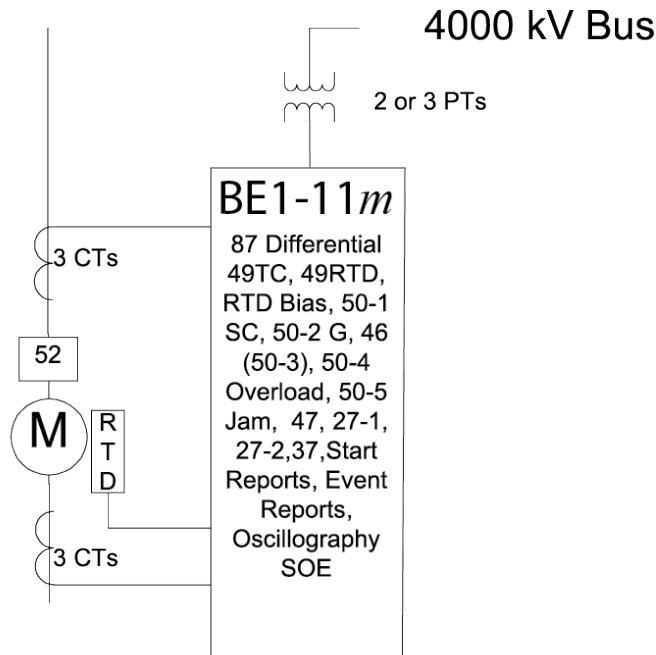 4000 kV Bus
2 or 3 PTs
BE1-11m
87 Differential
49TC, 49RTD,
RTD Bias, 50-1
SC, 50-2 G, 46
(50-3), 50-4
Overload, 50-5
Jam, 47, 27-1,
27-2,37,Start
Reports, Event
Reports,
Oscillography
SOE
3 CTs
52
M
R
T
D
3 CTs